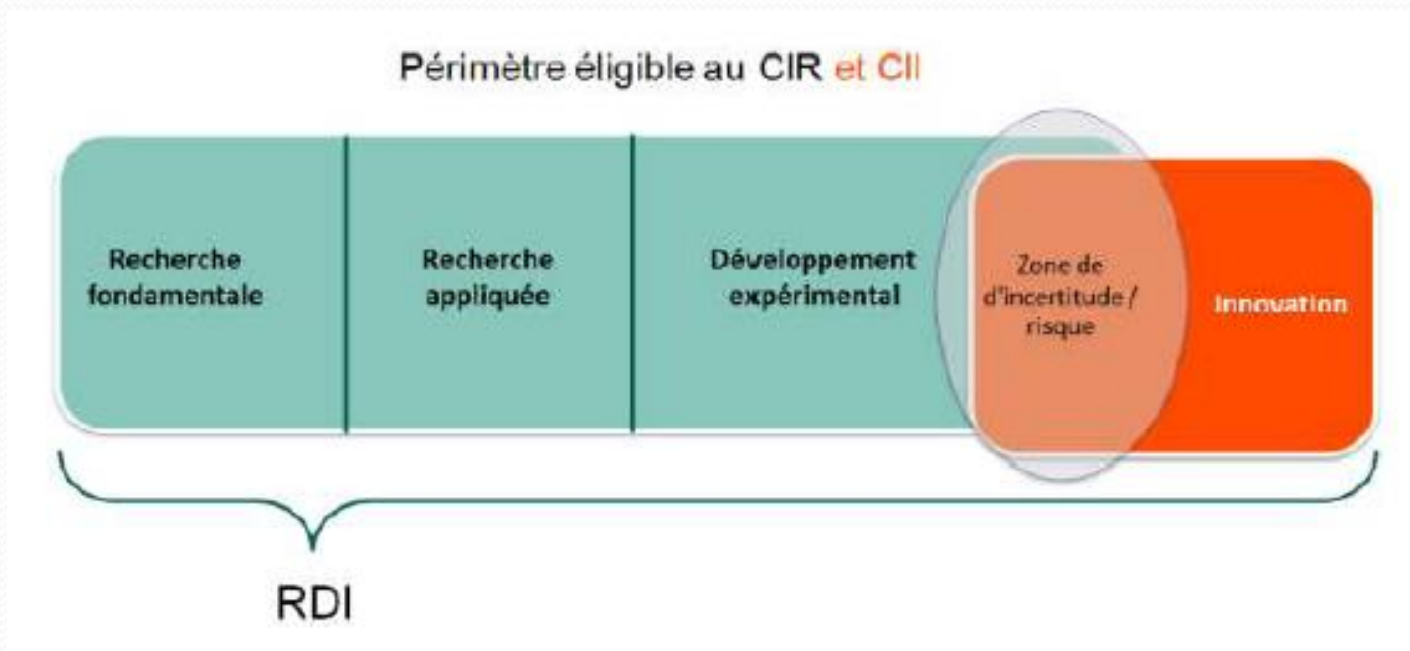 Périmètre éligible au CIR et CII
Recherche
fondamentale
Recherche
appliquée
Développement
expérimental
Zone de
d'incertitude /
risque
Innovation
RDI